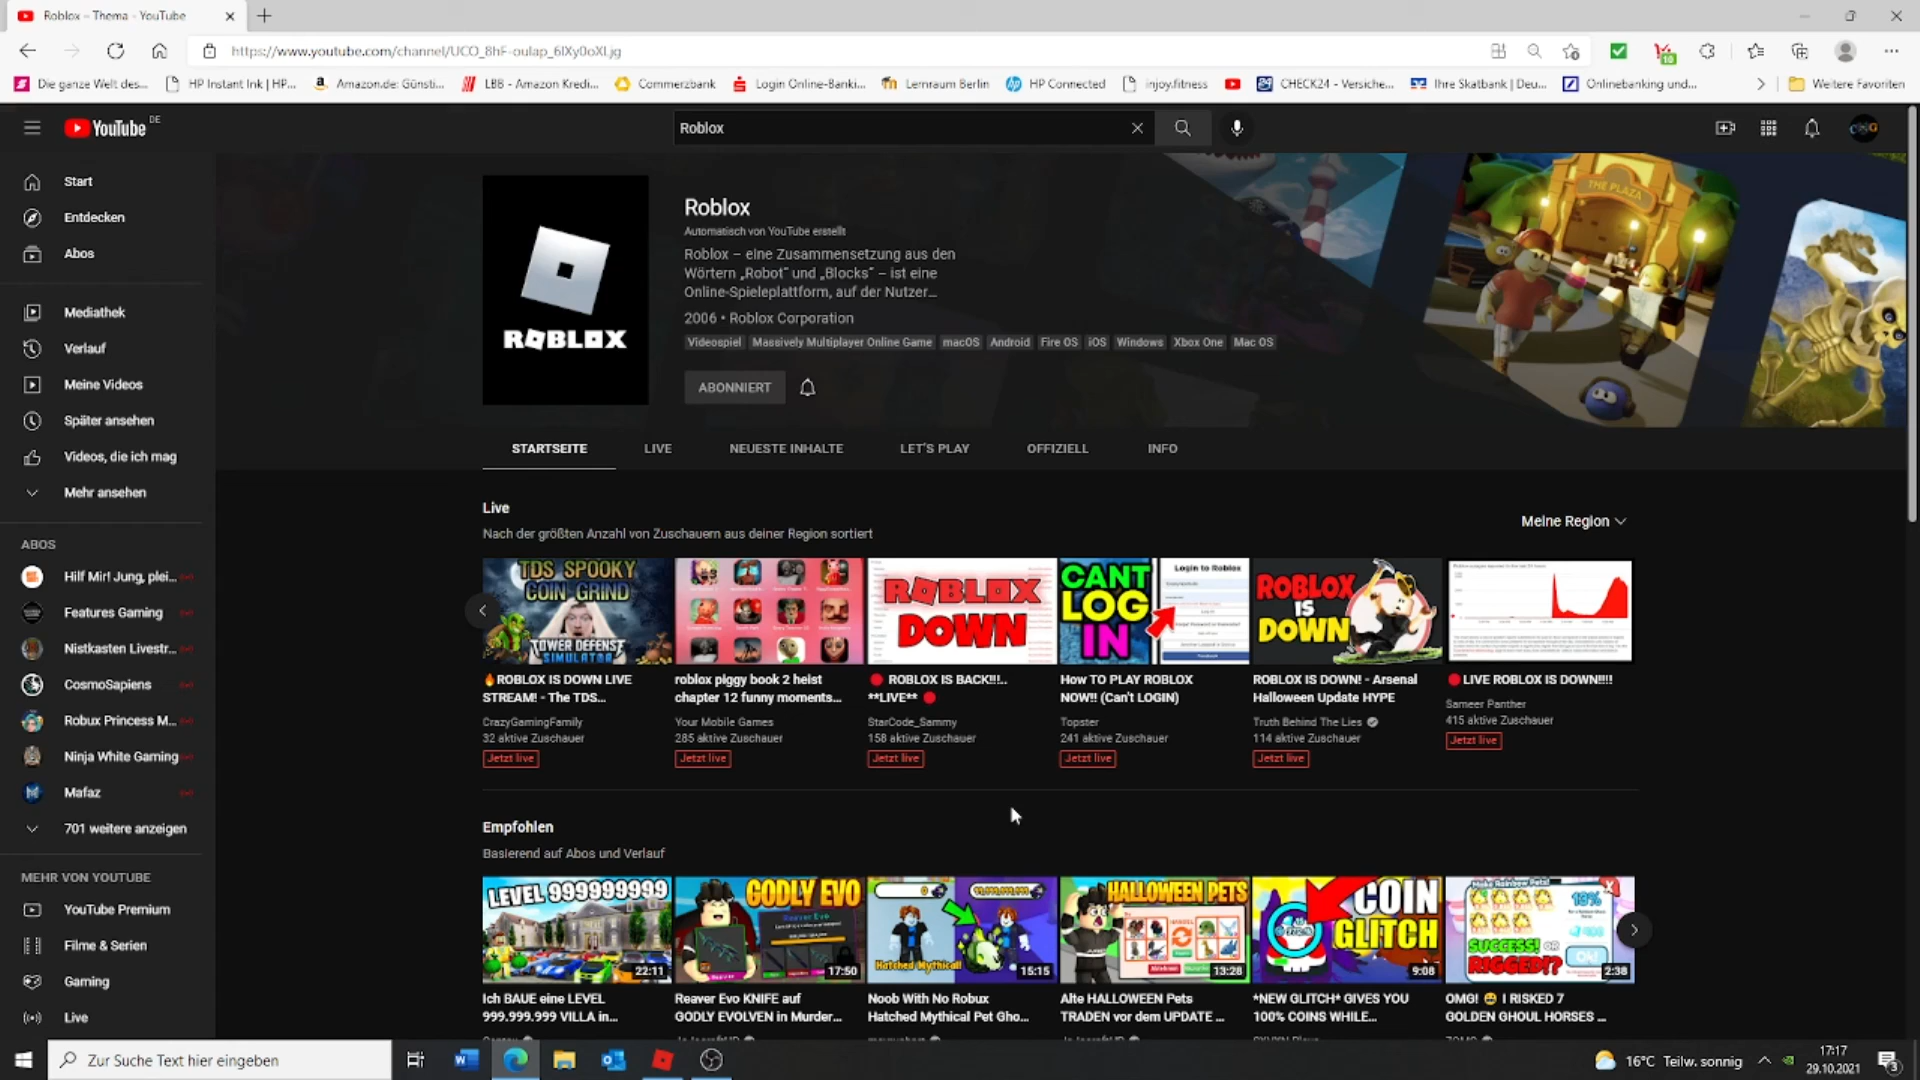 Roblox – Thema - YouTube
https://www.youtube.com/channel/UCO_8hF-oulap_6lXy0oXLjg
Die ganze Welt des...
HP Instant Ink | HP...
Amazon.de: Günsti...
LBB - Amazon Kredi...
Commerzbank
Login Online-Banki...
Lernraum Berlin
HP Connected
injoy.fitness
CHECK24 - Versiche...
Ihre Skatbank | Deu...
Onlinebanking und...
Weitere Favoriten
YouTube DE
Roblox
Start
Entdecken
Abos
Mediathek
Verlauf
Meine Videos
Später ansehen
Videos, die ich mag
Mehr ansehen
ABOS
Hilf Mir! Jung, plei...
Features Gaming
Nistkasten Livestr...
CosmoSapiens
Robux Princess M...
Ninja White Gaming
Mafaz
701 weitere anzeigen
MEHR VON YOUTUBE
YouTube Premium
Filme & Serien
Gaming
Live
ROBLOX
Roblox
Automatisch von YouTube erstellt
Roblox – eine Zusammensetzung aus den
Wörtern „Robot“ und „Blocks“ – ist eine
Online-Spieleplattform, auf der Nutzer...
2006 • Roblox Corporation
Videospiel Massively Multiplayer Online Game macOS Android Fire OS iOS Windows Xbox One Mac OS
ABONNIERT
THE PLAZA
STARTSEITE LIVE NEUESTE INHALTE LET'S PLAY OFFIZIELL INFO
Live
Nach der größten Anzahl von Zuschauern aus deiner Region sortiert
Meine Region
TDS SPOOKY
COIN GRIND
TOWER DEFENSE
SIMULATOR
🔥ROBLOX IS DOWN LIVE
STREAM! - The TDS...
CrazyGamingFamily
32 aktive Zuschauer
Jetzt live
roblox piggy book 2 heist
chapter 12 funny moments...
Your Mobile Games
285 aktive Zuschauer
Jetzt live
ROBLOX
DOWN
🔴 ROBLOX IS BACK!!!..
**LIVE** 🔴
StarCode_Sammy
158 aktive Zuschauer
Jetzt live
CANT
LOG
IN
Login to Roblox
How TO PLAY ROBLOX
NOW!! (Can't LOGIN)
Topster
241 aktive Zuschauer
Jetzt live
ROBLOX
IS
DOWN
ROBLOX IS DOWN! - Arsenal
Halloween Update HYPE
Truth Behind The Lies
114 aktive Zuschauer
Jetzt live
🔴LIVE ROBLOX IS DOWN!!!!
Sameer Panther
415 aktive Zuschauer
Jetzt live
Empfohlen
Basierend auf Abos und Verlauf
LEVEL 999999999
22:11
Ich BAUE eine LEVEL
999.999.999 VILLA in...
GODLY EVO
Reaver Evo
17:50
Reaver Evo KNIFE auf
GODLY EVOLVEN in Murder...
0
Hatched Mythical!
15:15
Noob With No Robux
Hatched Mythical Pet Gho...
HALLOWEEN PETS
13:28
Alte HALLOWEEN Pets
TRADEN vor dem UPDATE ...
COIN
GLITCH
9:08
*NEW GLITCH* GIVES YOU
100% COINS WHILE...
Make Rainbow Pets!
SUCCESS! OR
RIGGED!?
Ok!
2:38
OMG! 😄 I RISKED 7
GOLDEN GHOUL HORSES ...
Zur Suche Text hier eingeben
16°C Teilw. sonnig
17:17
29.10.2021
3